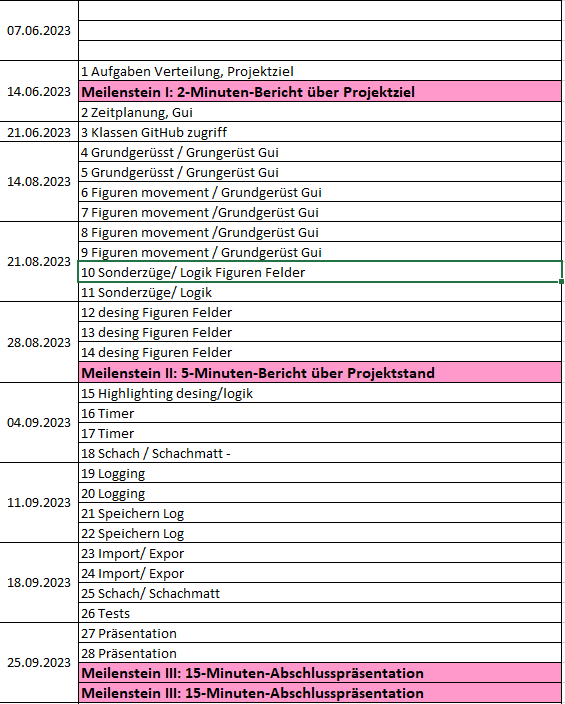 07.06.2023
14.06.2023
1 Aufgaben Verteilung, Projektziel
Meilenstein I: 2-Minuten-Bericht über Projektziel
2 Zeitplanung, Gui
21.06.2023
3 Klassen GitHub zugriff
14.08.2023
4 Grundgerüsst / Grungerüst Gui
5 Grundgerüsst / Grungerüst Gui
6 Figuren movement / Grundgerüst Gui
7 Figuren movement /Grundgerüst Gui
21.08.2023
8 Figuren movement /Grundgerüst Gui
9 Figuren movement / Grundgerüst Gui
10 Sonderzüge/ Logik Figuren Felder
11 Sonderzüge/ Logik
28.08.2023
12 desing Figuren Felder
13 desing Figuren Felder
14 desing Figuren Felder
Meilenstein II: 5-Minuten-Bericht über Projektstand
04.09.2023
15 Highlighting desing/logik
16 Timer
17 Timer
18 Schach / Schachmatt -
11.09.2023
19 Logging
20 Logging
21 Speichern Log
22 Speichern Log
18.09.2023
23 Import/ Expor
24 Import/ Expor
25 Schach/ Schachmatt
26 Tests
25.09.2023
27 Präsentation
28 Präsentation
Meilenstein III: 15-Minuten-Abschlusspräsentation
Meilenstein III: 15-Minuten-Abschlusspräsentation